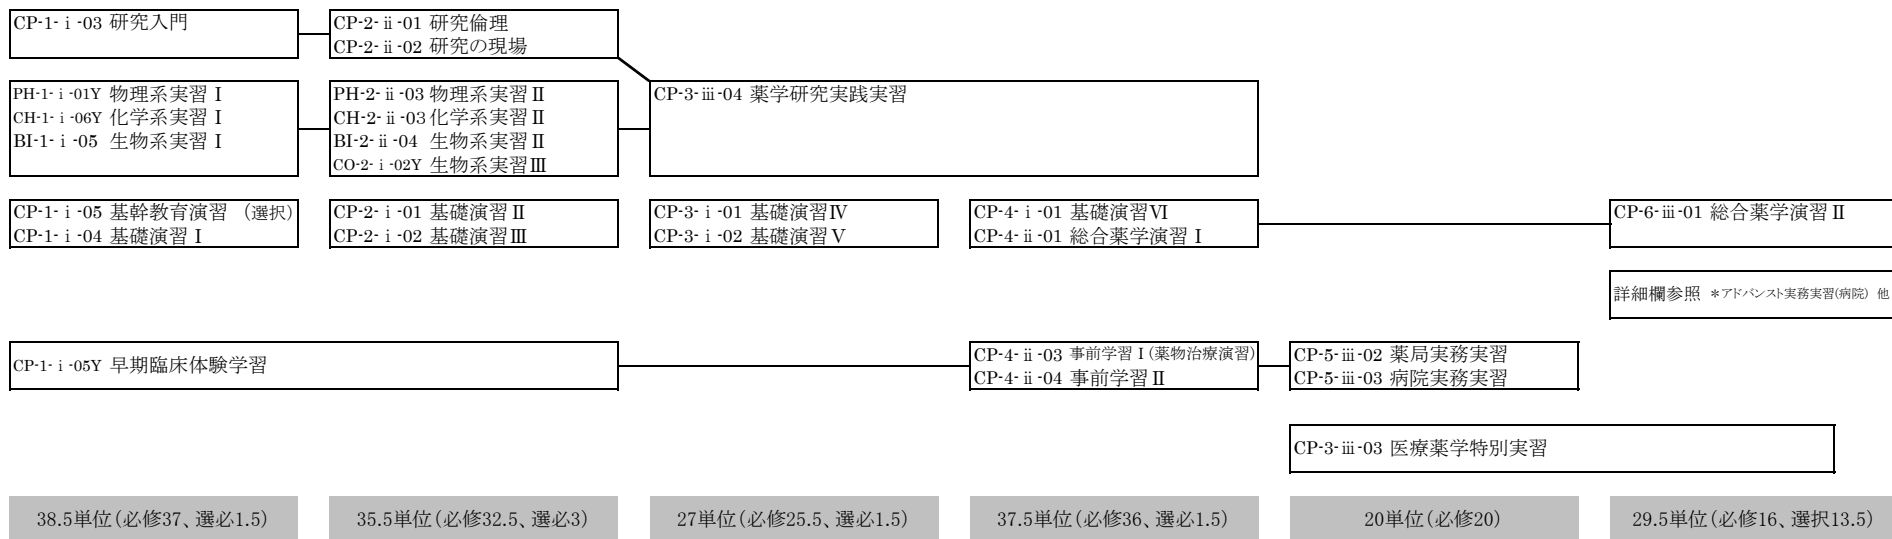 CP-1-ⅰ-03 研究入門
CP-2-ⅱ-01 研究倫理
CP-2-ⅱ-02 研究の現場
PH-1-ⅰ-01Y 物理系実習Ⅰ
CH-1-ⅰ-06Y 化学系実習Ⅰ
BI-1-ⅰ-05 生物系実習Ⅰ
PH-2-ⅱ-03 物理系実習Ⅱ
CH-2-ⅱ-03 化学系実習Ⅱ
BI-2-ⅱ-04 生物系実習Ⅱ
CO-2-ⅰ-02Y 生物系実習Ⅲ
CP-3-ⅲ-04 薬学研究実践実習
CP-1-ⅰ-05 基幹教育演習 (選択)
CP-1-ⅰ-04 基礎演習Ⅰ
CP-2-ⅰ-01 基礎演習Ⅱ
CP-2-ⅰ-02 基礎演習Ⅲ
CP-3-ⅰ-01 基礎演習Ⅳ
CP-3-ⅰ-02 基礎演習Ⅴ
CP-4-ⅰ-01 基礎演習Ⅵ
CP-4-ⅱ-01 総合薬学演習Ⅰ
CP-6-ⅲ-01 総合薬学演習Ⅱ
詳細欄参照 *アドバンスト実務実習(病院) 他
CP-1-ⅰ-05Y 早期臨床体験学習
CP-4-ⅱ-03 事前学習Ⅰ(薬物治療演習)
CP-4-ⅱ-04 事前学習Ⅱ
CP-5-ⅲ-02 薬局実務実習
CP-5-ⅲ-03 病院実務実習
CP-3-ⅲ-03 医療薬学特別実習
38.5単位(必修37、選必1.5)
35.5単位(必修32.5、選必3)
27単位(必修25.5、選必1.5)
37.5単位(必修36、選必1.5)
20単位(必修20)
29.5単位(必修16、選択13.5)